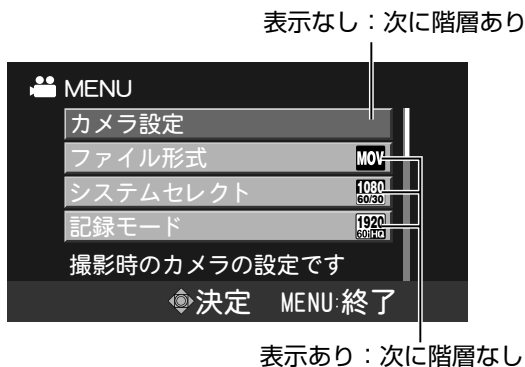 表示なし：次に階層あり
MENU
カメラ設定
ファイル形式 MOV
システムセレクト 1080 60/30
記録モード 1920 60i HQ
撮影時のカメラの設定です
決定 MENU:終了
表示あり：次に階層なし